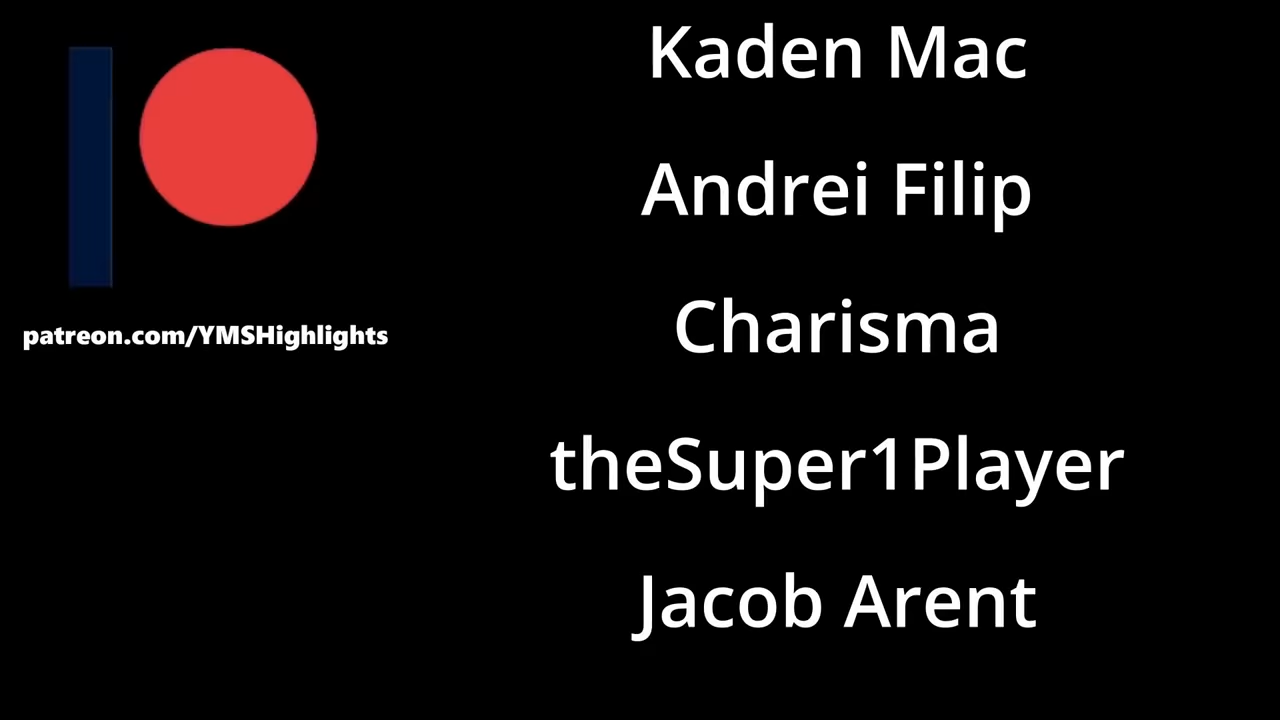 patreon.com/YMSHighlights
Kaden Mac
Andrei Filip
Charisma
theSuper1Player
Jacob Arent